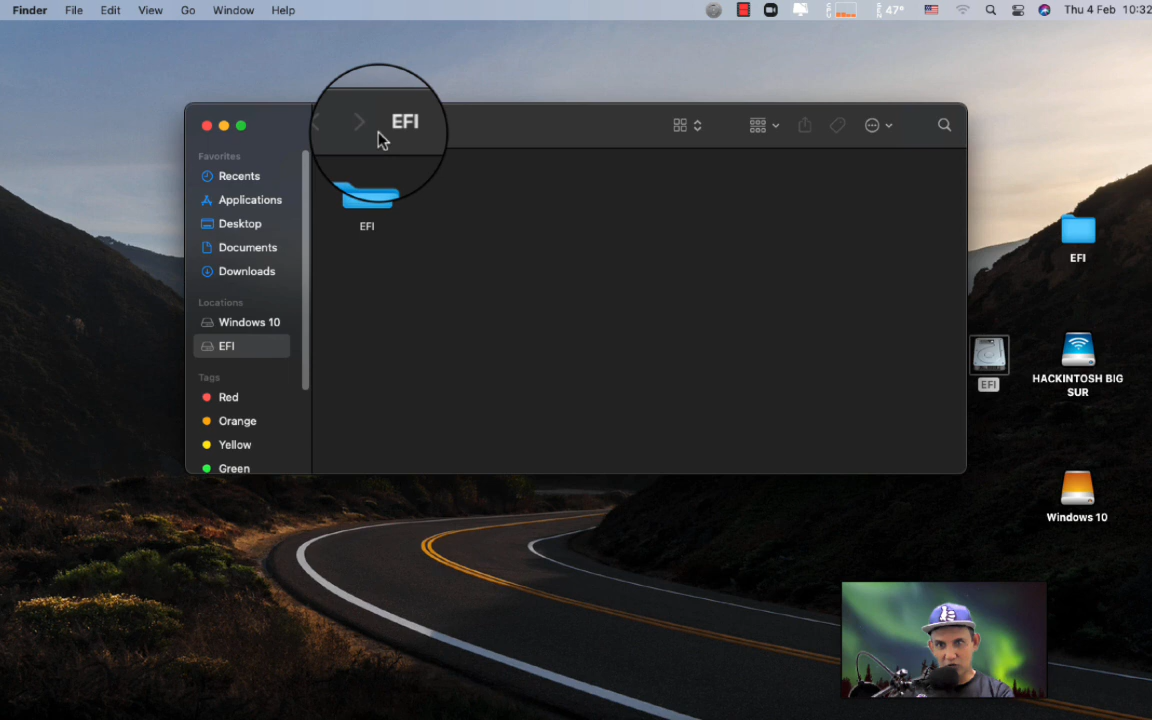 Finder File Edit View Go Window Help
47° Thu 4 Feb 10:32
EFI
Favorites
Recents
Applications
Desktop
Documents
Downloads
Locations
Windows 10
EFI
Tags
Red
Orange
Yellow
Green
EFI
EFI
EFI
HACKINTOSH BIG
SUR
Windows 10